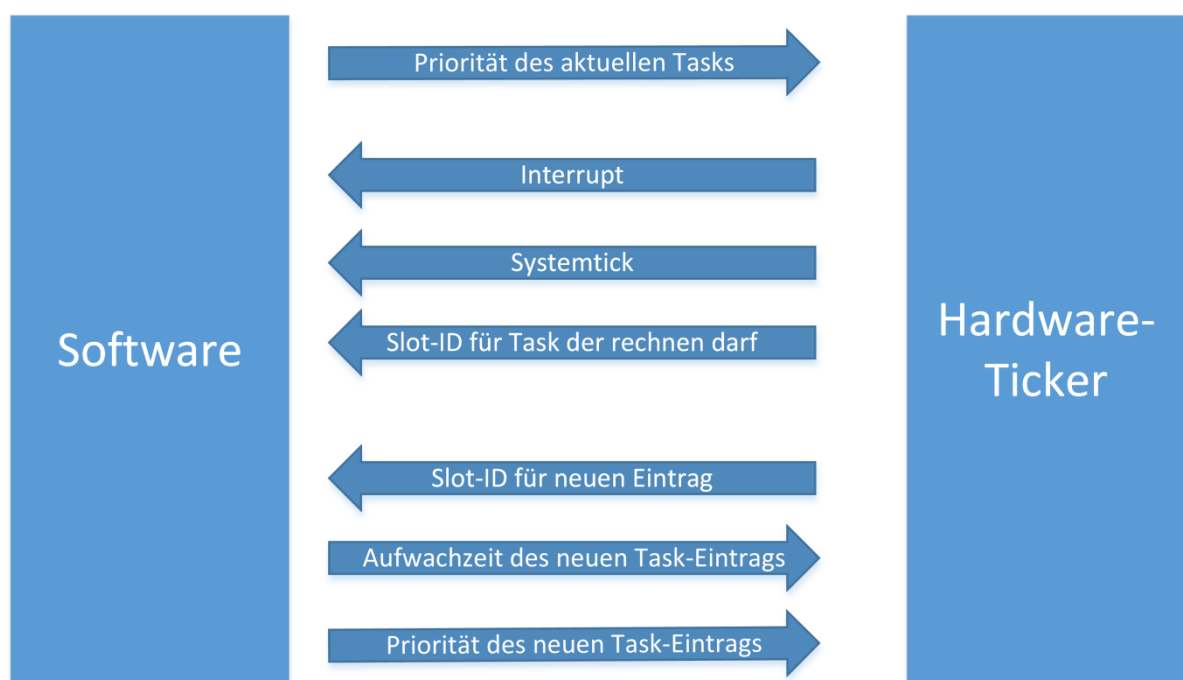 Priorität des aktuellen Tasks
Interrupt
Systemtick
Software
Slot-ID für Task der rechnen darf
Hardware-
Ticker
Slot-ID für neuen Eintrag
Aufwachzeit des neuen Task-Eintrags
Priorität des neuen Task-Eintrags